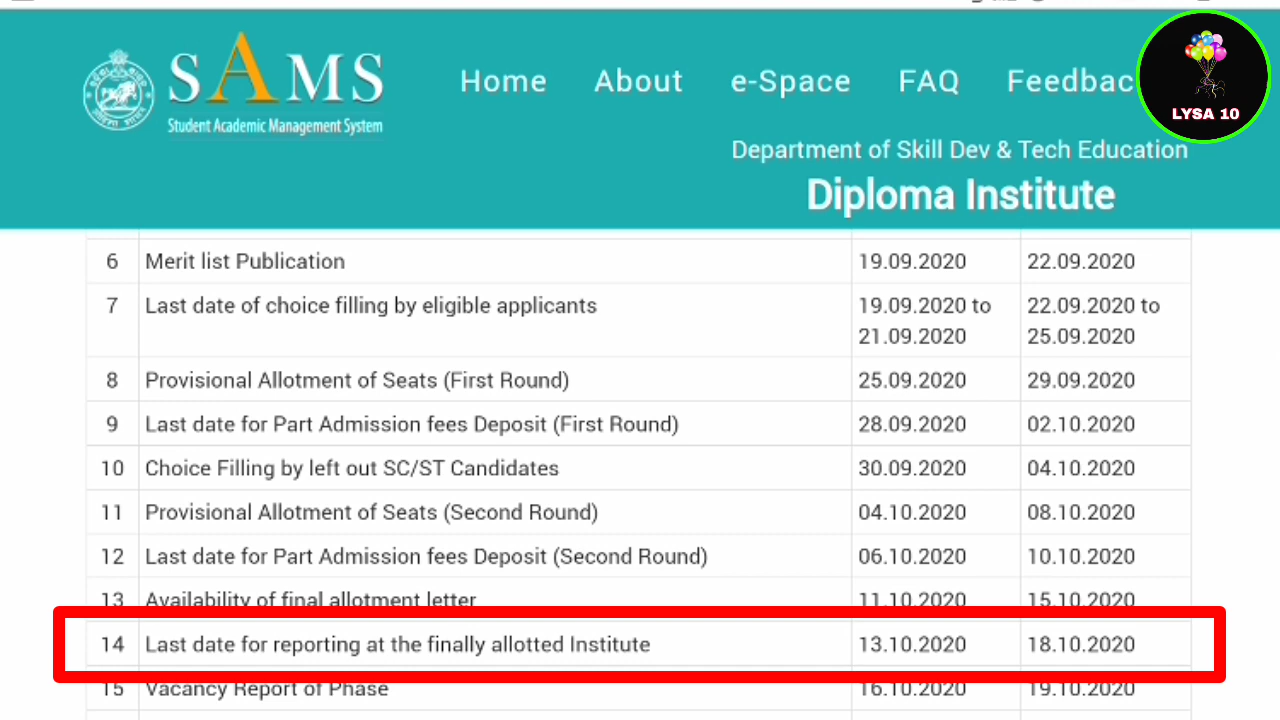 SAMS
Student Academic Management System
Home About e-Space FAQ Feedbac
LYSA 10
Department of Skill Dev & Tech Education
Diploma Institute
6 Merit list Publication 19.09.2020 22.09.2020
7 Last date of choice filling by eligible applicants 19.09.2020 to 22.09.2020 to
21.09.2020 25.09.2020
8 Provisional Allotment of Seats (First Round) 25.09.2020 29.09.2020
9 Last date for Part Admission fees Deposit (First Round) 28.09.2020 02.10.2020
10 Choice Filling by left out SC/ST Candidates 30.09.2020 04.10.2020
11 Provisional Allotment of Seats (Second Round) 04.10.2020 08.10.2020
12 Last date for Part Admission fees Deposit (Second Round) 06.10.2020 10.10.2020
13 Availability of final allotment letter 11.10.2020 15.10.2020
14 Last date for reporting at the finally allotted Institute 13.10.2020 18.10.2020
15 Vacancy Report of Phase 16.10.2020 19.10.2020